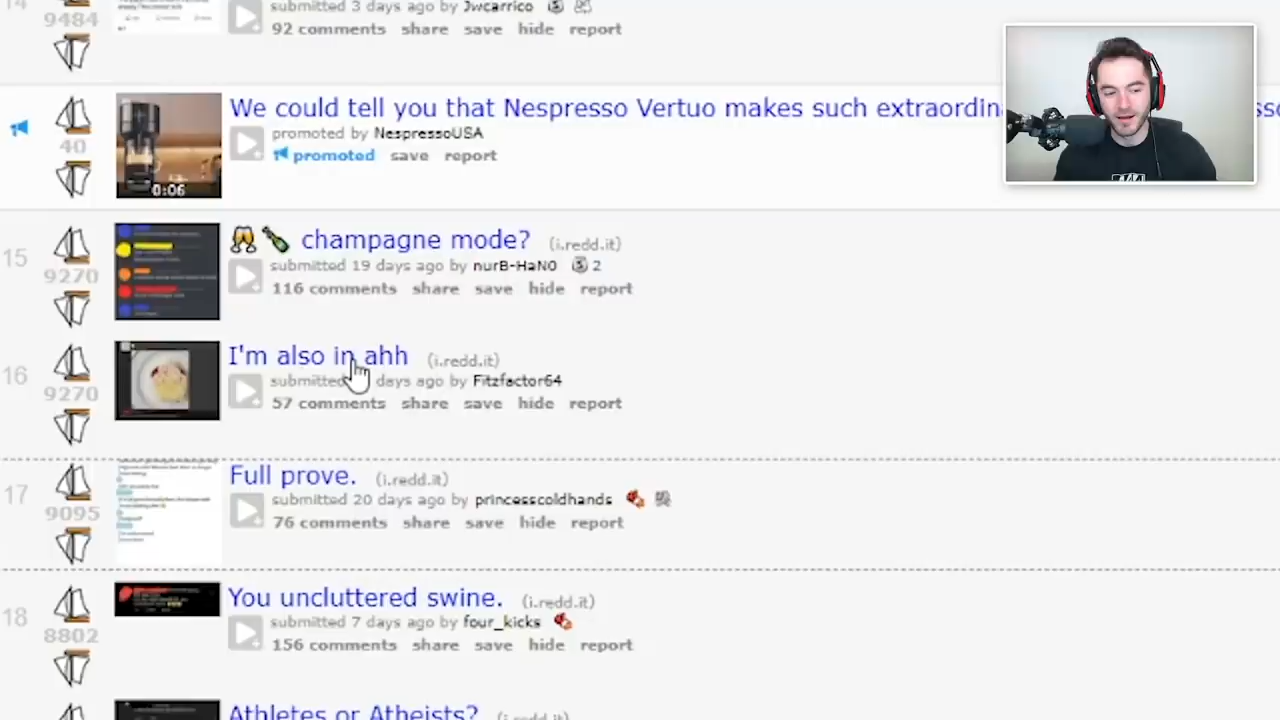 14
submitted 3 days ago by Jwcarrico
9484
92 comments share save hide report
We could tell you that Nespresso Vertuo makes such extraordin
promoted by NespressoUSA
40
promoted save report
0:06
🥂🍾 champagne mode? (i.redd.it)
15
submitted 19 days ago by nurB-HaN0 2
9270
116 comments share save hide report
I'm also in ahh (i.redd.it)
16
submitted days ago by Fitzfactor64
9270
57 comments share save hide report
Full prove. (i.redd.it)
17
submitted 20 days ago by princesscoldhands
9095
76 comments share save hide report
You uncluttered swine. (i.redd.it)
18
submitted 7 days ago by four_kicks
8802
156 comments share save hide report
Athletes or Atheists? (i.redd.it)